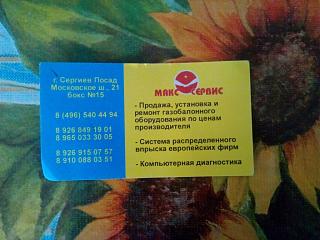 г. Сергиев Посад
Московское ш., 21
бокс №15
8 (496) 540 44 94
8 926 849 19 01
8 965 033 30 05
8 926 915 07 57
8 910 088 03 51
МАКС СЕРВИС
- Продажа, установка и
ремонт газобалонного
оборудования по ценам
производителя
- Система распределенного
впрыска европейских фирм
- Компьютерная диагностика